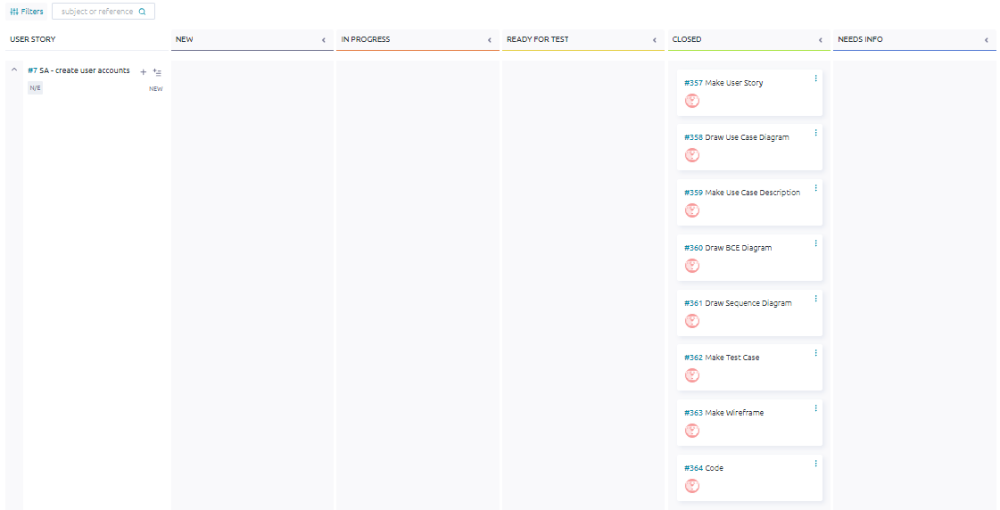 Filters
subject or reference
USER STORY
NEW
IN PROGRESS
READY FOR TEST
CLOSED
NEEDS INFO
#7 SA - create user accounts
N/E
NEW
#357 Make User Story
#358 Draw Use Case Diagram
#359 Make Use Case Description
#360 Draw BCE Diagram
#361 Draw Sequence Diagram
#362 Make Test Case
#363 Make Wireframe
#364 Code